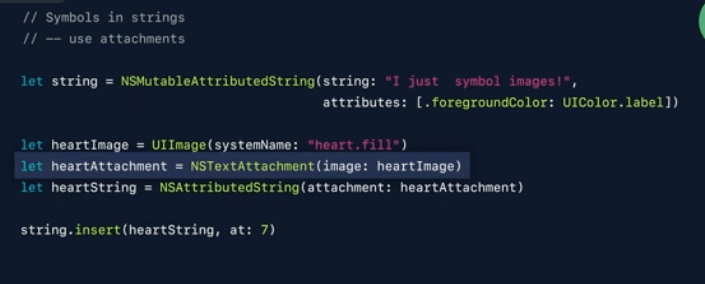 // Symbols in strings
// -- use attachments
let string = NSMutableAttributedString(string: "I just  symbol images!",
attributes: [.foregroundColor: UIColor.label])
let heartImage = UIImage(systemName: "heart.fill")
let heartAttachment = NSTextAttachment(image: heartImage)
let heartString = NSAttributedString(attachment: heartAttachment)
string.insert(heartString, at: 7)